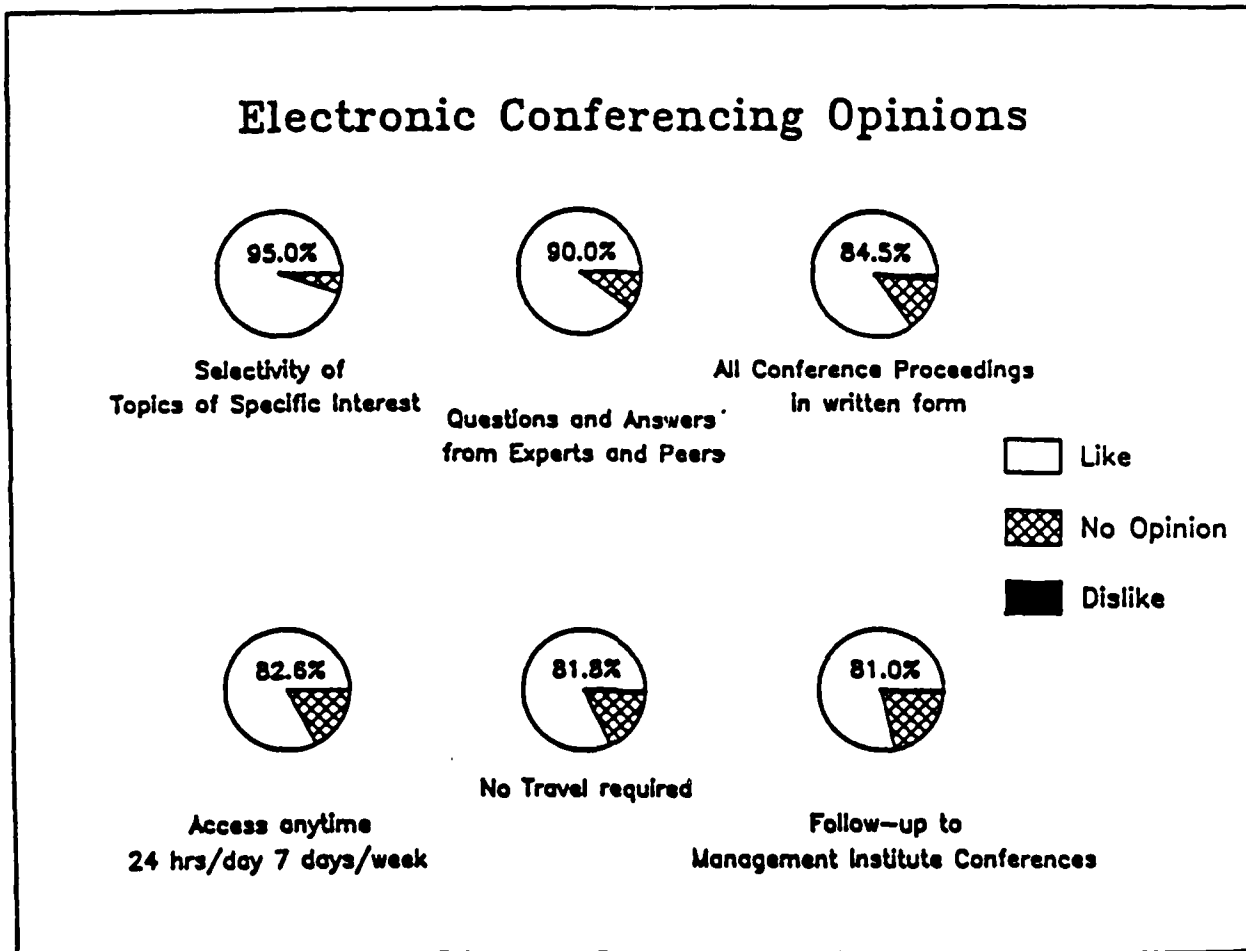 Electronic Conferencing Opinions
95.0%
90.0%
84.5%
Selectivity of
Topics of Specific Interest
Questions and Answers
from Experts and Peers
All Conference Proceedings
in written form
Like
No Opinion
Dislike
82.6%
81.8%
81.0%
Access anytime
24 hrs/day 7 days/week
No Travel required
Follow-up to
Management Institute Conferences